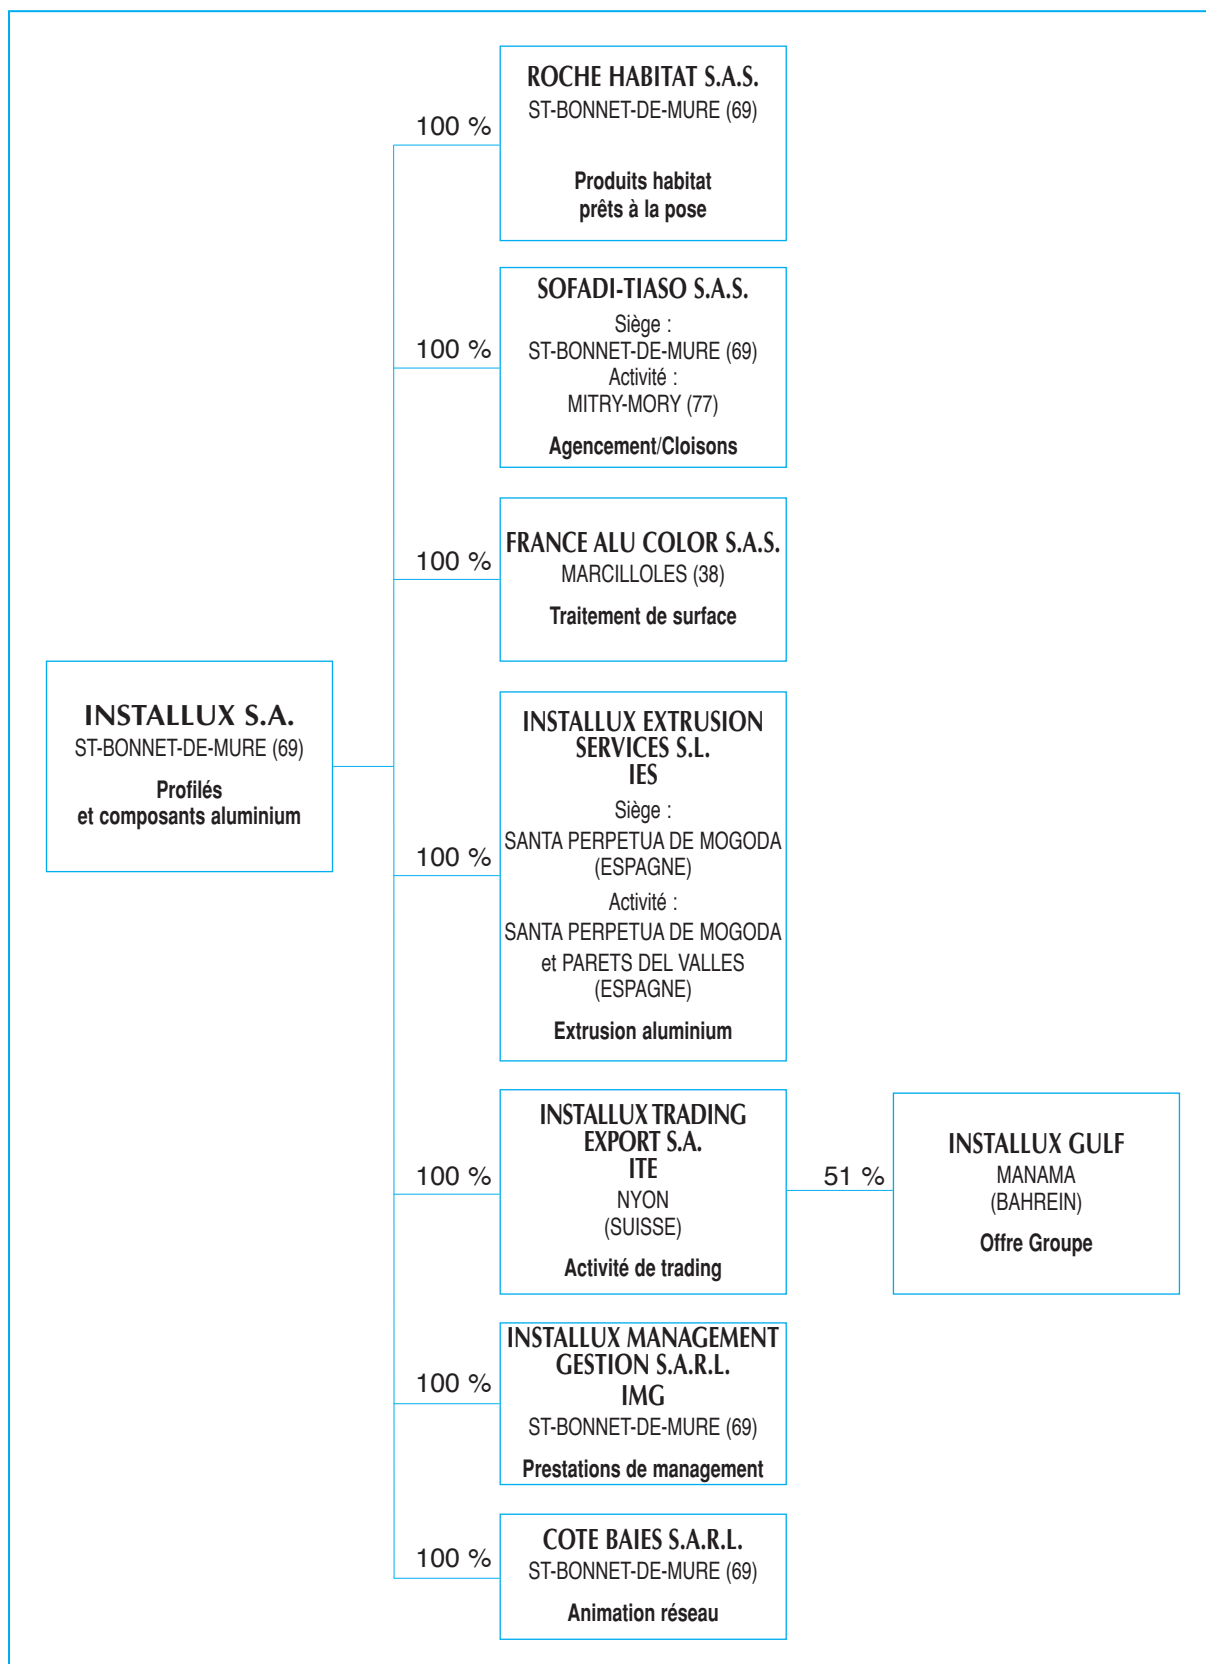 INSTALLUX S.A.
ST-BONNET-DE-MURE (69)
Profilés
et composants aluminium
100 %
ROCHE HABITAT S.A.S.
ST-BONNET-DE-MURE (69)
Produits habitat
prêts à la pose
100 %
SOFADI-TIASO S.A.S.
Siège :
ST-BONNET-DE-MURE (69)
Activité :
MITRY-MORY (77)
Agencement/Cloisons
100 %
FRANCE ALU COLOR S.A.S.
MARCILLOLES (38)
Traitement de surface
100 %
INSTALLUX EXTRUSION
SERVICES S.L.
IES
Siège :
SANTA PERPETUA DE MOGODA
(ESPAGNE)
Activité :
SANTA PERPETUA DE MOGODA
et PARETS DEL VALLES
(ESPAGNE)
Extrusion aluminium
100 %
INSTALLUX TRADING
EXPORT S.A.
ITE
NYON
(SUISSE)
Activité de trading
51 %
INSTALLUX GULF
MANAMA
(BAHREIN)
Offre Groupe
100 %
INSTALLUX MANAGEMENT
GESTION S.A.R.L.
IMG
ST-BONNET-DE-MURE (69)
Prestations de management
100 %
COTE BAIES S.A.R.L.
ST-BONNET-DE-MURE (69)
Animation réseau